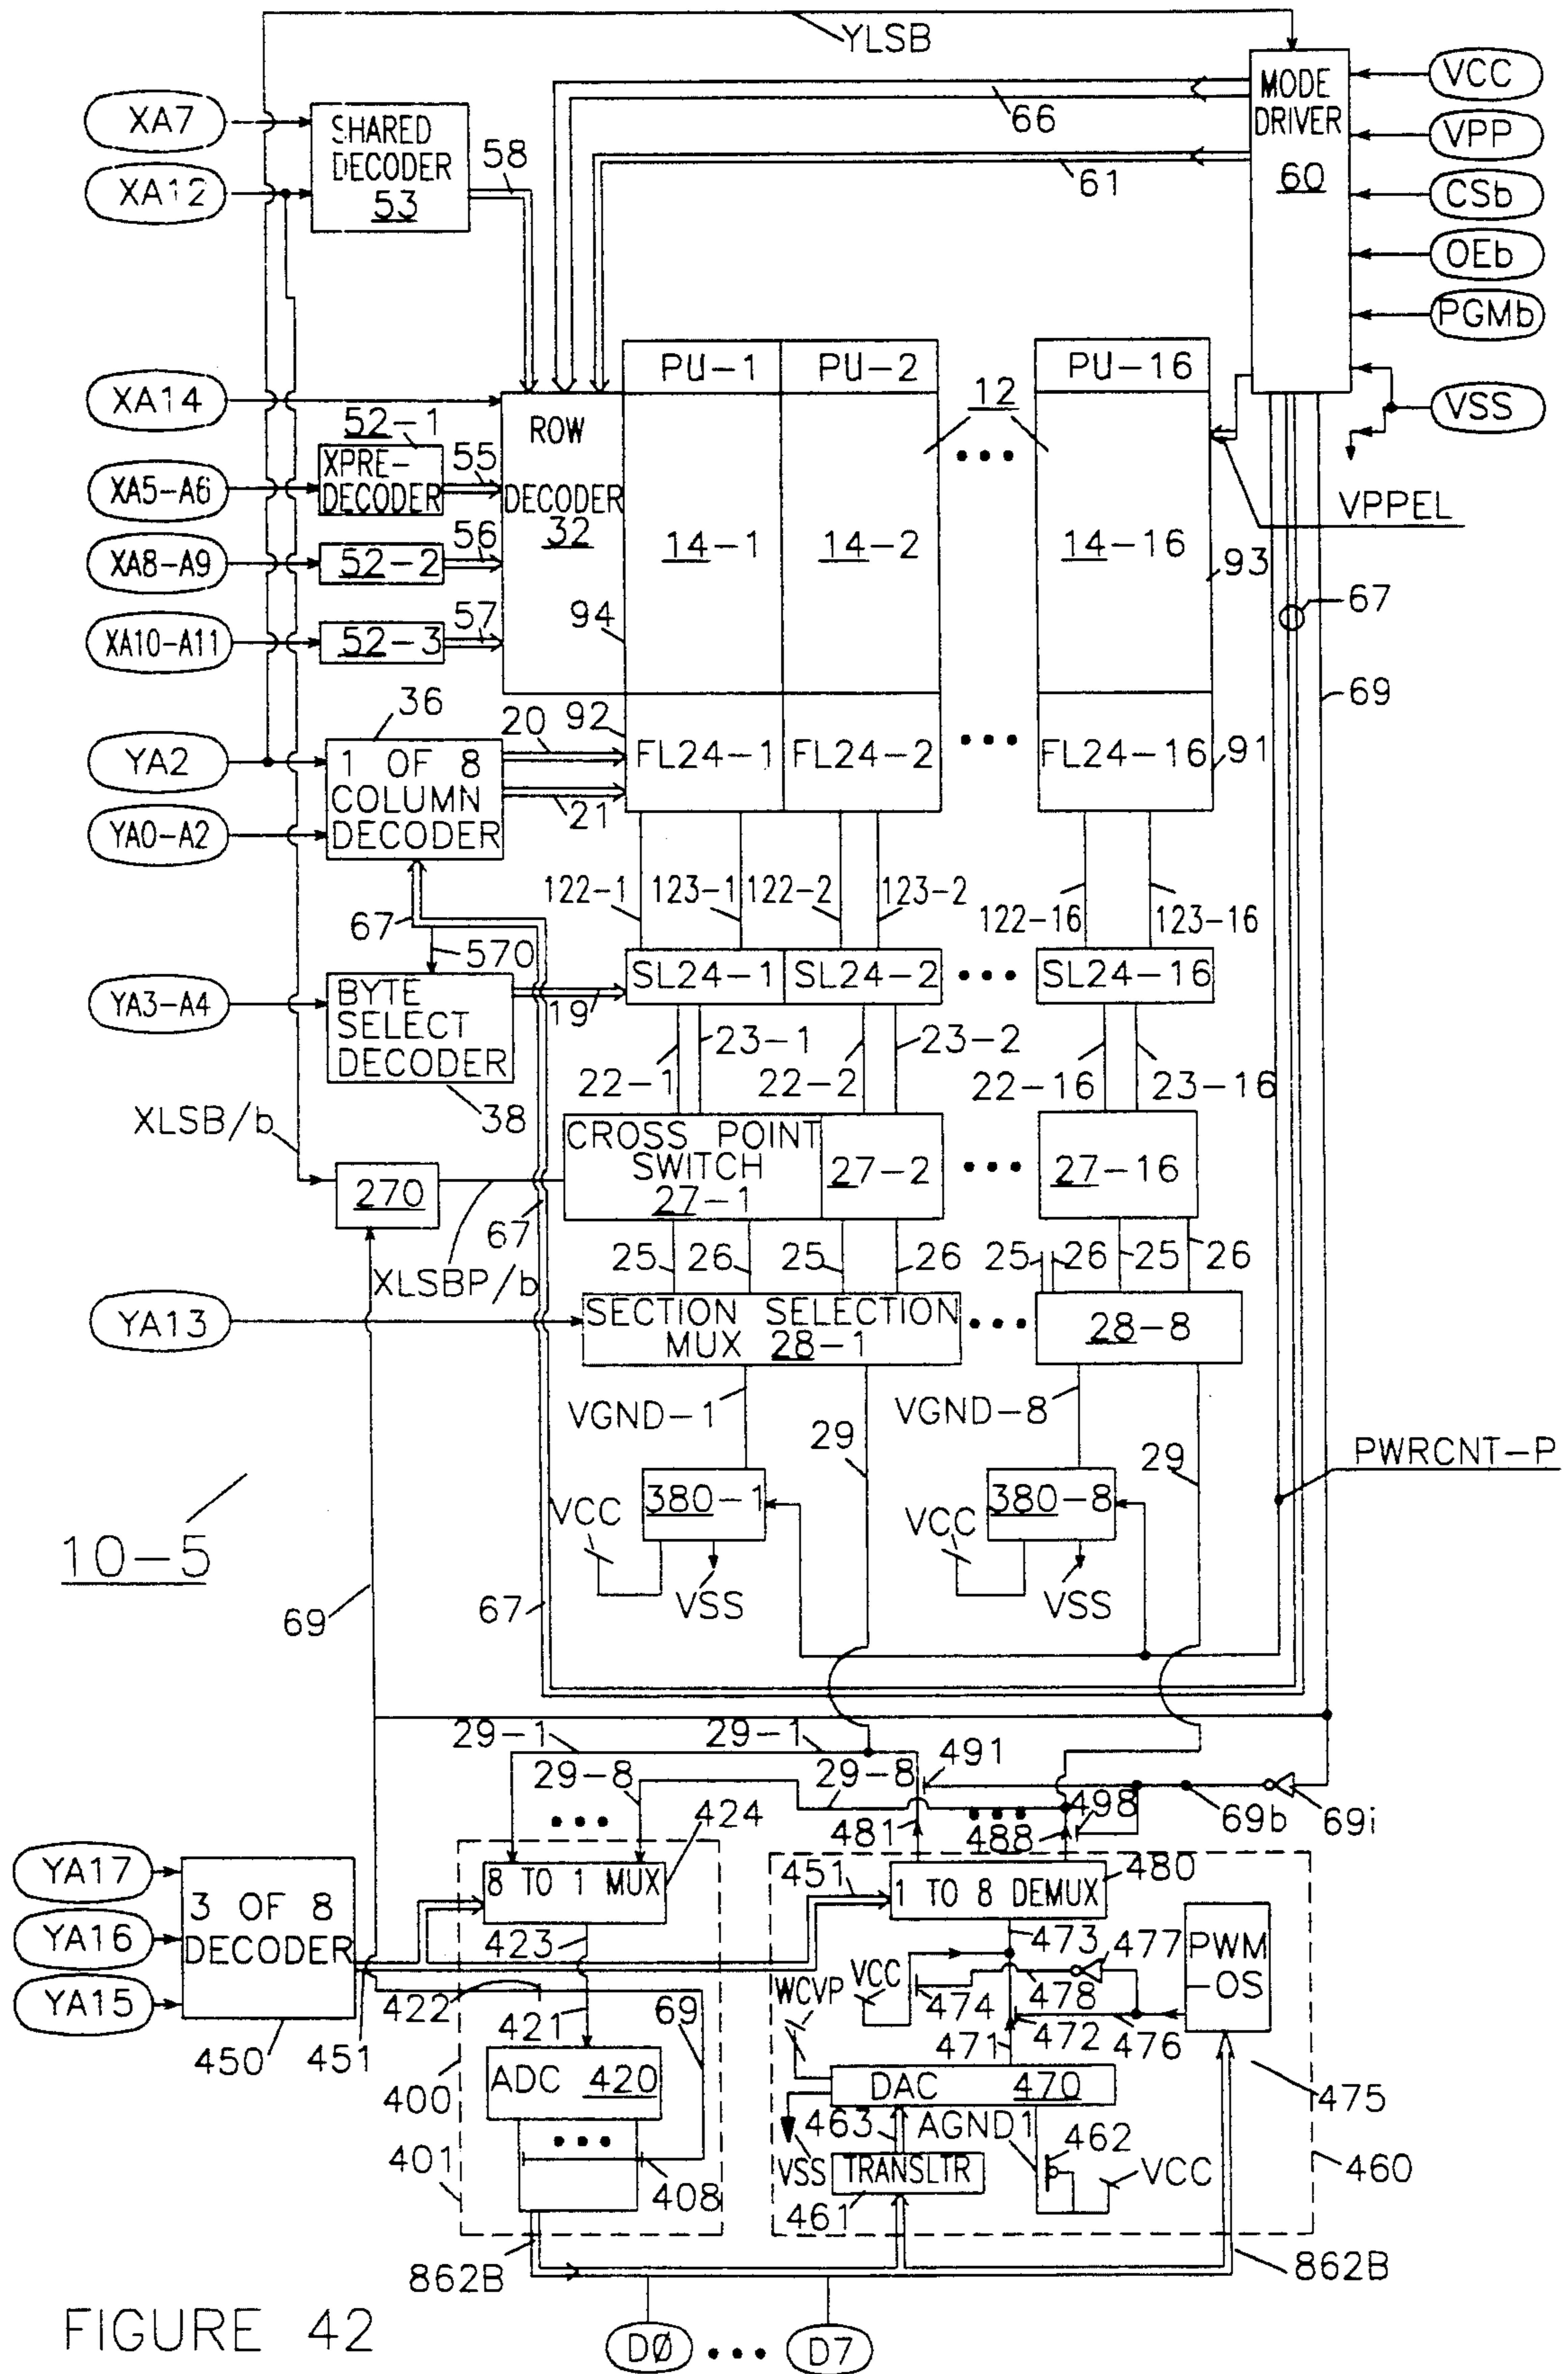 YLSB
XA7
SHARED
DECODER
53
58
XA12
66
61
MODE
DRIVER
60
VCC
VPP
CSb
OEb
PGMb
VSS
PU-1
PU-2
PU-16
12
XA14
52-1
ROW
DECODER
32
XPRE-
DECODER
55
XA5-A6
VPPEL
XA8-A9
52-2
56
14-1
14-2
14-16
93
XA10-A11
52-3
57
94
67
69
36
20
92
YA2
1 OF 8
COLUMN
DECODER
FL24-1
FL24-2
FL24-16
91
YA0-A2
21
122-1
123-1
122-2
123-2
122-16
123-16
67
570
SL24-1
SL24-2
SL24-16
YA3-A4
BYTE
SELECT
DECODER
19
22-1
23-1
22-2
23-2
22-16
23-16
38
XLSB/b
CROSS POINT
SWITCH
27-1
27-2
27-16
270
67
XLSBP/b
25
26
25
26
25
26
25
26
YA13
SECTION SELECTION
MUX 28-1
28-8
VGND-1
VGND-8
29
29
PWRCNT-P
380-1
380-8
VCC
VSS
VCC
VSS
10-5
69
67
29-1
29-1
29-8
29-8
491
498
69b
69i
424
481
488
480
YA17
YA16
YA15
3 OF 8
DECODER
8 TO 1 MUX
451
1 TO 8 DEMUX
423
473
477
PWM
-OS
VCC
WCVP
474
478
472
476
422
421
69
471
450
451
400
ADC 420
DAC 470
475
463
AGND1
462
401
408
VSS
TRANSLTR
461
VCC
460
862B
862B
FIGURE 42
DØ
D7